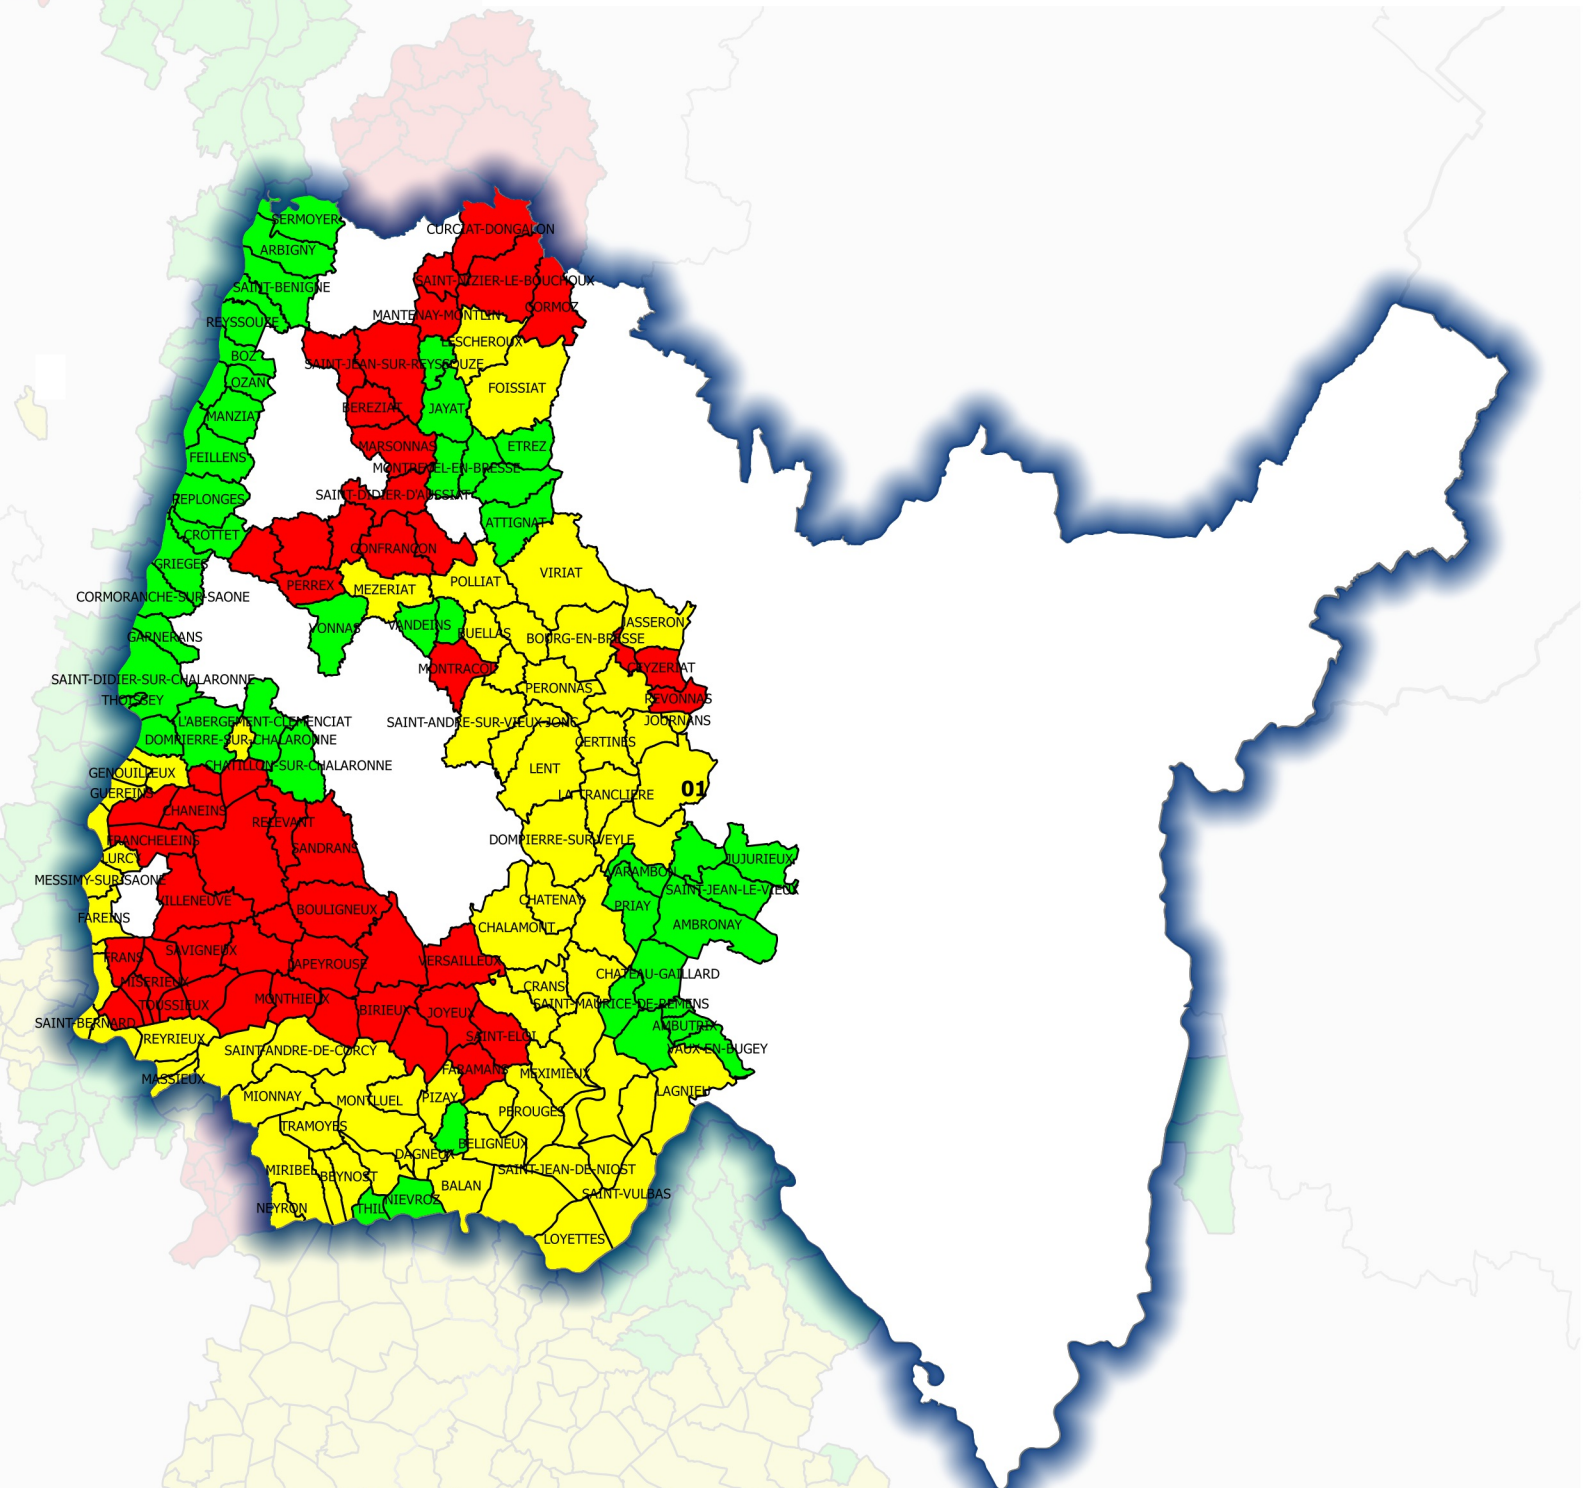 SERMOYER
CURCIAT-DONGALON
ARBIGNY
SAINT-NIZIER-LE-BOUCHOUX
SAINT-BENIGNE
CORMOZ
MANTENAY-MONTLIN
REYSSOUZE
LESCHEROUX
BOZ
SAINT-JEAN-SUR-REYSSOUZE
OZAN
FOISSIAT
BEREZIAT
JAYAT
MANZIAT
MARSONNAS
ETREZ
FEILLENS
MONTREVEL-EN-BRESSE
SAINT-DIDIER-D'AUSSIAT
REPLONGES
ATTIGNAT
CROTTET
CONFRANCON
GRIEGES
VIRIAT
POLLIAT
PERREX
MEZERIAT
CORMORANCHE-SUR-SAONE
JASSERON
VANDEINS
VONNAS
BUELLAS
GARNERANS
BOURG-EN-BRESSE
MONTRACOL
CEYZERIAT
SAINT-DIDIER-SUR-CHALARONNE
PERONNAS
THOISSEY
REVONNAS
L'ABERGEMENT-CLEMENCIAT
SAINT-ANDRE-SUR-VIEUX-JONC
JOURNANS
DOMPIERRE-SUR-CHALARONNE
CERTINES
CHATILLON-SUR-CHALARONNE
LENT
GENOUILLEUX
01
GUEREINS
LA TRANCLIERE
CHANEINS
RELEVANT
FRANCHELEINS
DOMPIERRE-SUR-VEYLE
SANDRANS
LURCY
JUJURIEUX
VARAMBON
MESSIMY-SUR-SAONE
SAINT-JEAN-LE-VIEUX
VILLENEUVE
CHATENAY
PRIAY
BOULIGNEUX
FAREINS
CHALAMONT
AMBRONAY
SAVIGNEUX
FRANS
LAPEYROUSE
VERSAILLEUX
CHATEAU-GAILLARD
MISERIEUX
CRANS
MONTHIEUX
TOUSSIEUX
SAINT-MAURICE-DE-REMENS
BIRIEUX
JOYEUX
SAINT-BERNARD
AMBUTRIX
REYRIEUX
SAINT-ELOI
SAINT-ANDRE-DE-CORCY
VAUX-EN-BUGEY
FARAMANS
MEXIMIEUX
MASSIEUX
LAGNIEU
MIONNAY
MONTLUEL
PIZAY
PEROUGES
TRAMOYES
BELIGNEUX
DAGNEUX
MIRIBEL
SAINT-JEAN-DE-NIOST
BEYNOST
BALAN
SAINT-VULBAS
NIEVROZ
NEYRON
THIL
LOYETTES